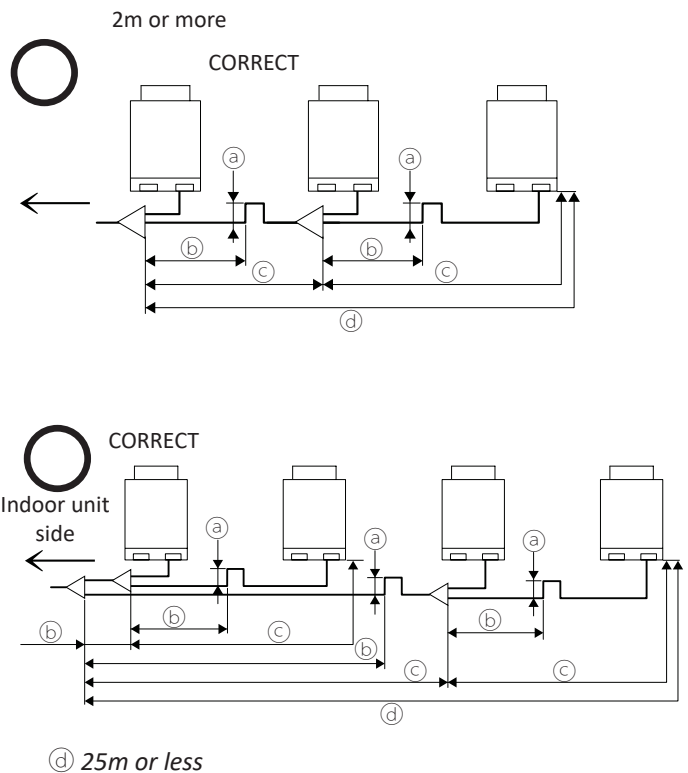 2m or more
CORRECT
ⓐ ⓐ
ⓑ ⓑ
ⓒ ⓒ
ⓓ
CORRECT
Indoor unit
side
ⓐ ⓐ ⓐ
ⓑ ⓑ ⓒ ⓑ ⓑ
ⓒ ⓒ
ⓓ
ⓓ 25m or less